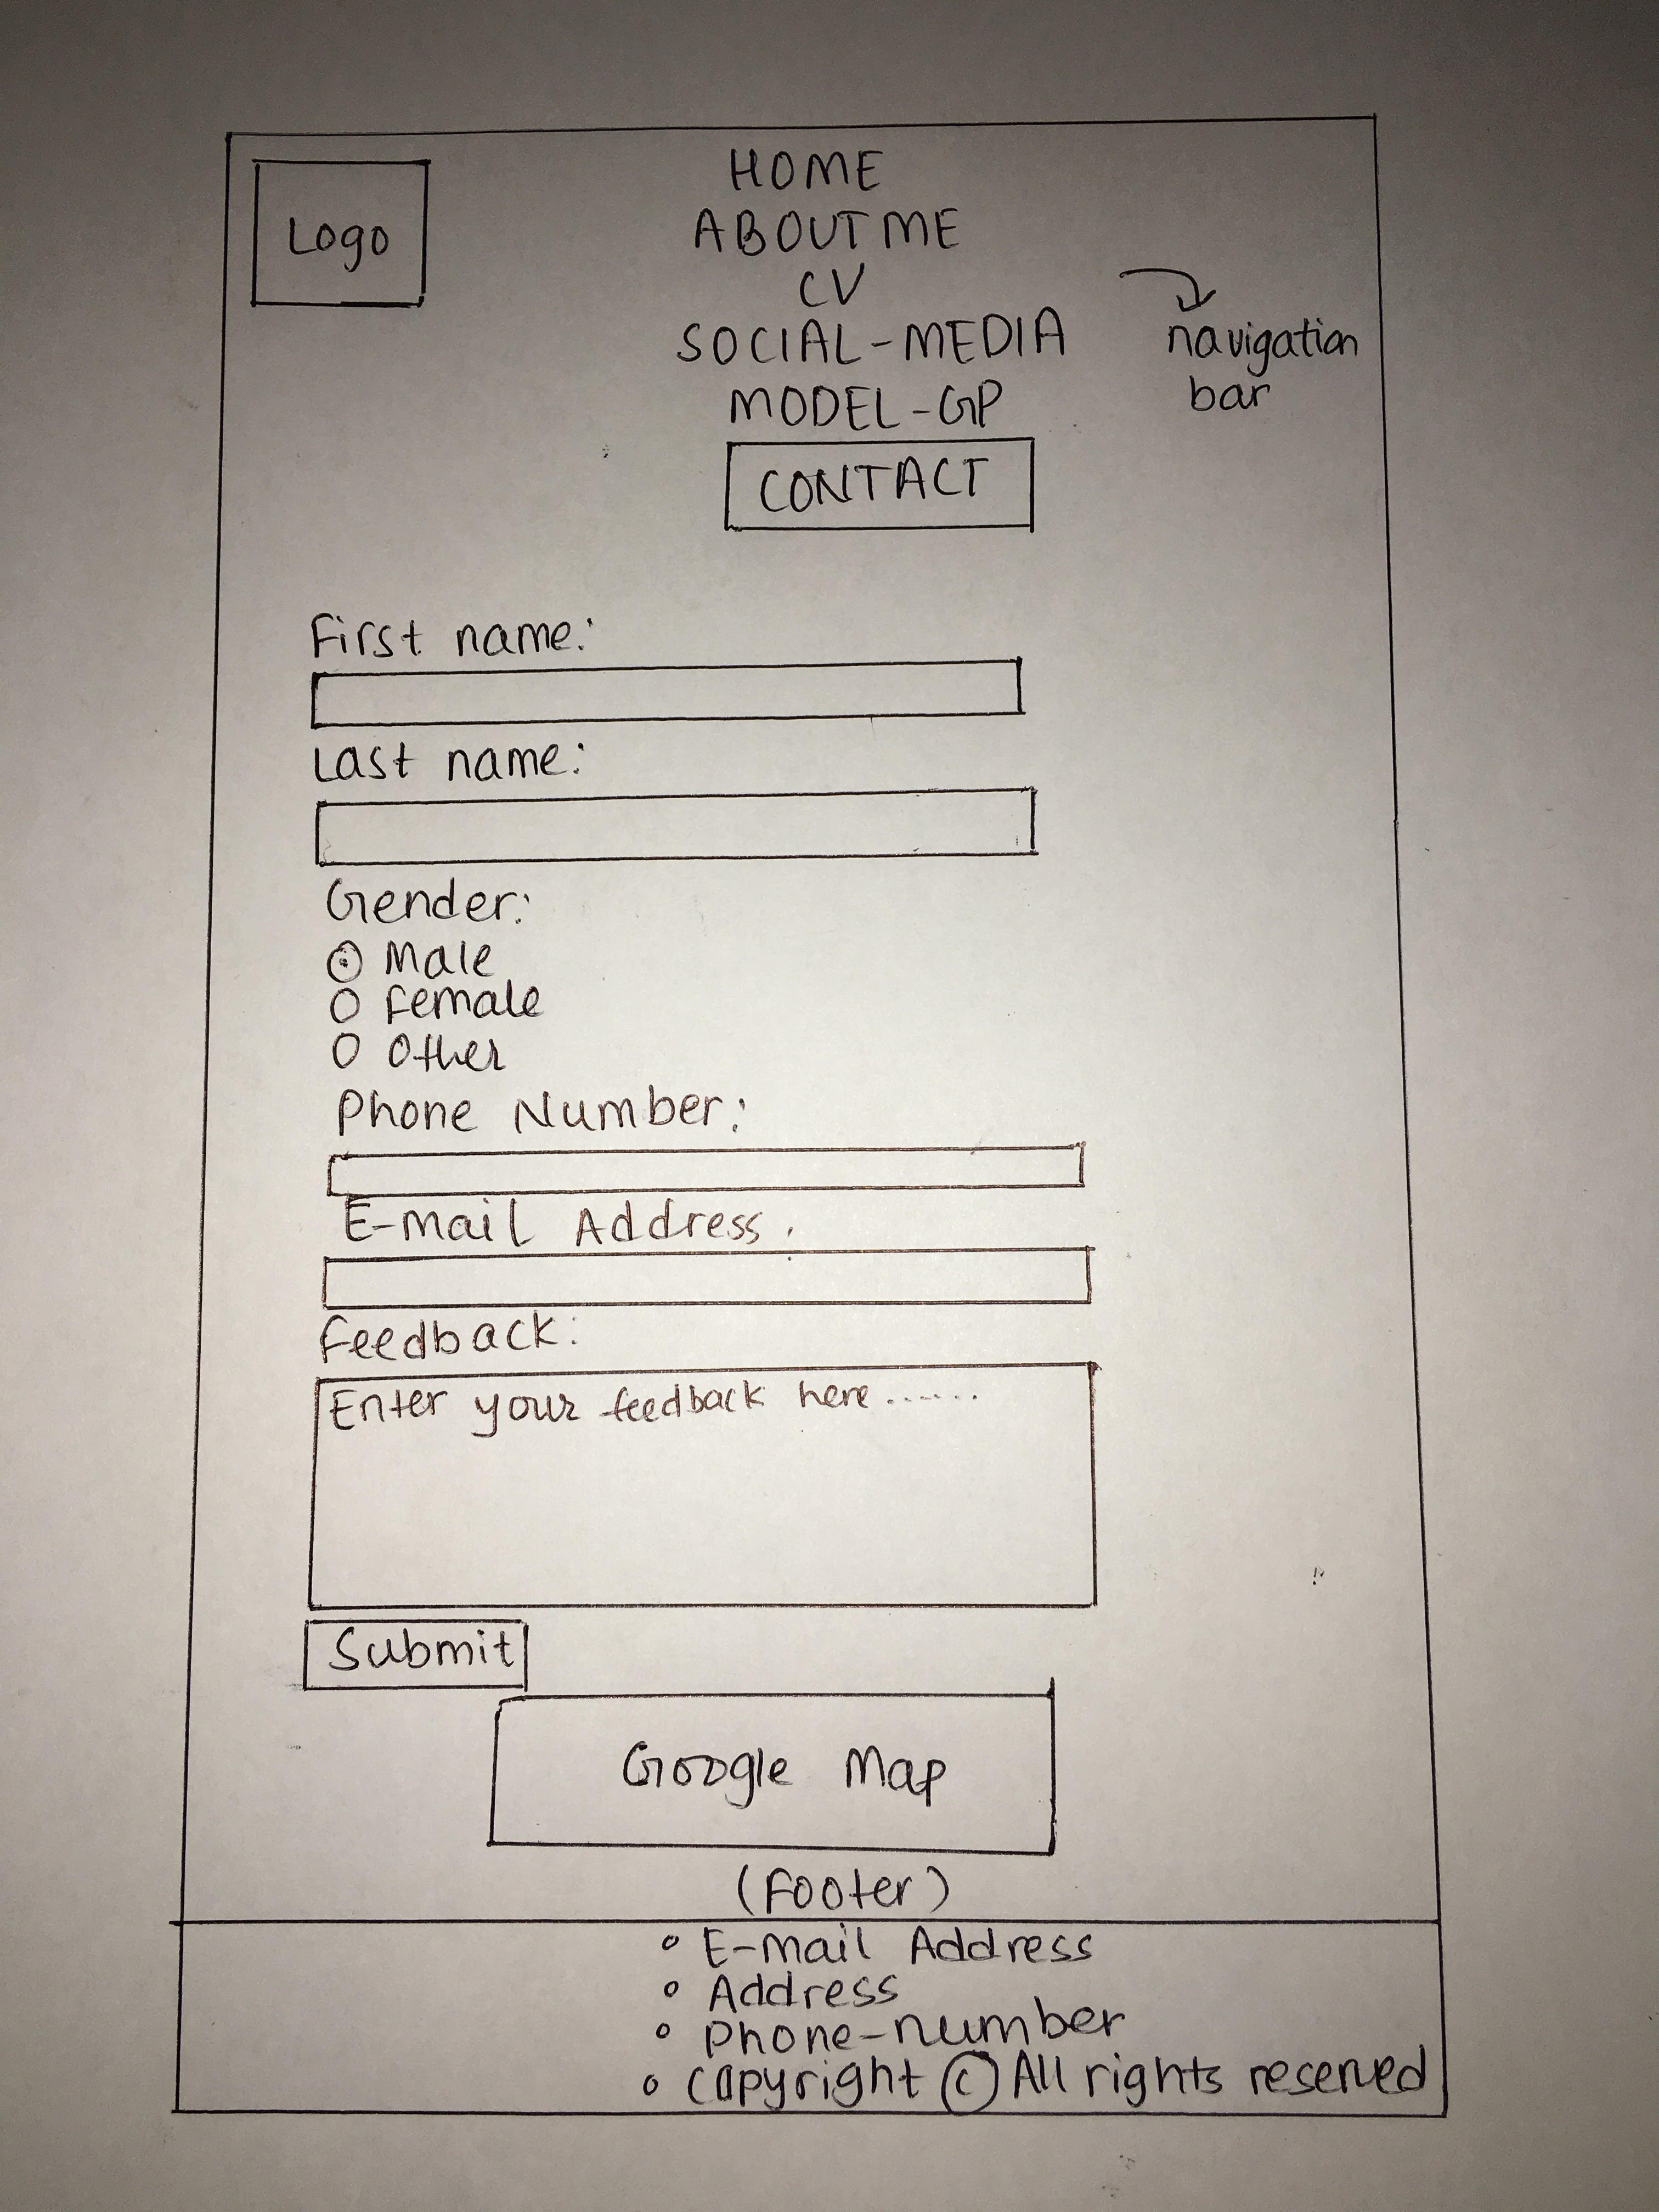 Logo
HOME
ABOUT ME
CV
SOCIAL-MEDIA
MODEL-GP
CONTACT
navigation
bar
First name:
Last name:
Gender:
Male
Female
Other
Phone Number:
E-mail Address:
Feedback:
Enter your feedback here......
Submit
Google Map
(Footer)
• E-mail Address
• Address
• Phone-number
• Copyright © All rights reserved